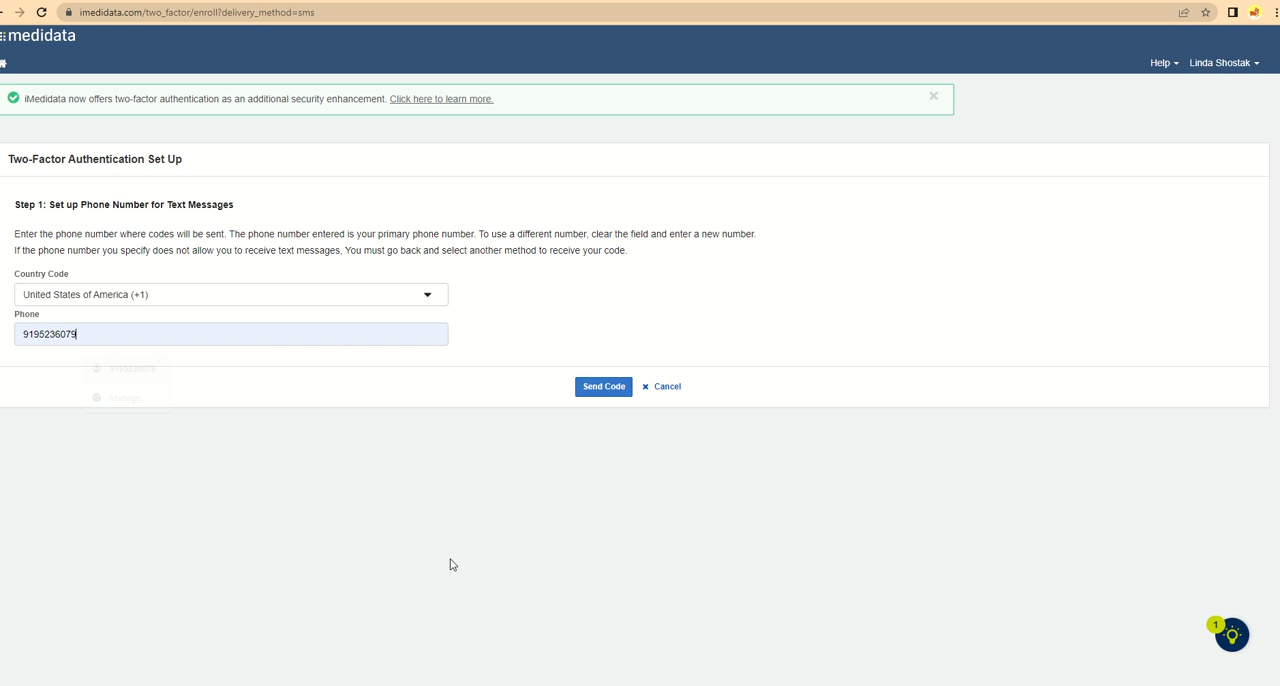 imedidata.com/two_factor/enroll?delivery_method=sms
medidata
Help Linda Shostak
iMedidata now offers two-factor authentication as an additional security enhancement. Click here to learn more.
Two-Factor Authentication Set Up
Step 1: Set up Phone Number for Text Messages
Enter the phone number where codes will be sent. The phone number entered is your primary phone number. To use a different number, clear the field and enter a new number.
If the phone number you specify does not allow you to receive text messages, You must go back and select another method to receive your code.
Country Code
United States of America (+1)
Phone
9195236079
9195236079
Send Code Cancel
Manage...
1